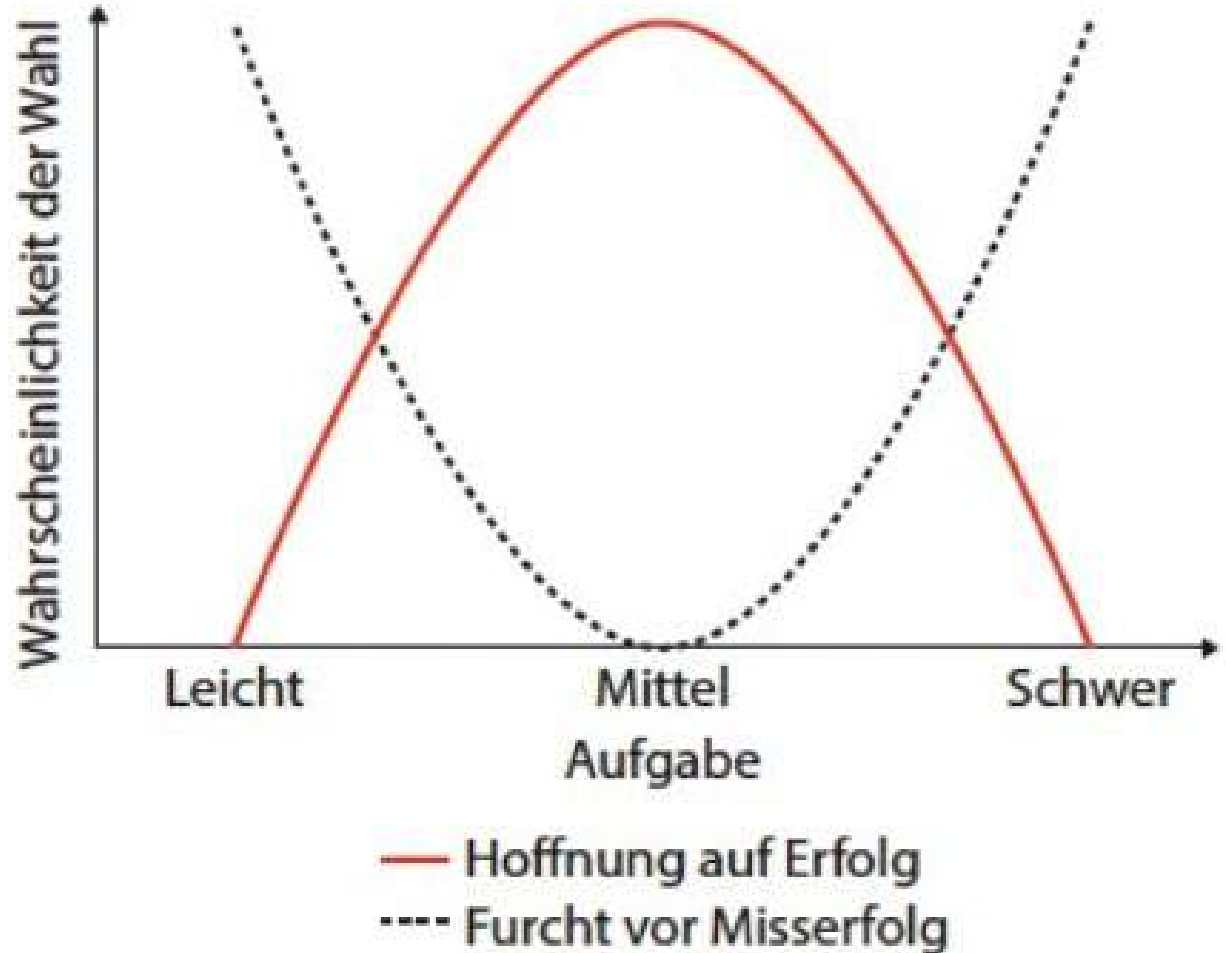 Wahrscheinlichkeit der Wahl
Leicht
Mittel
Schwer
Aufgabe
Hoffnung auf Erfolg
Furcht vor Misserfolg